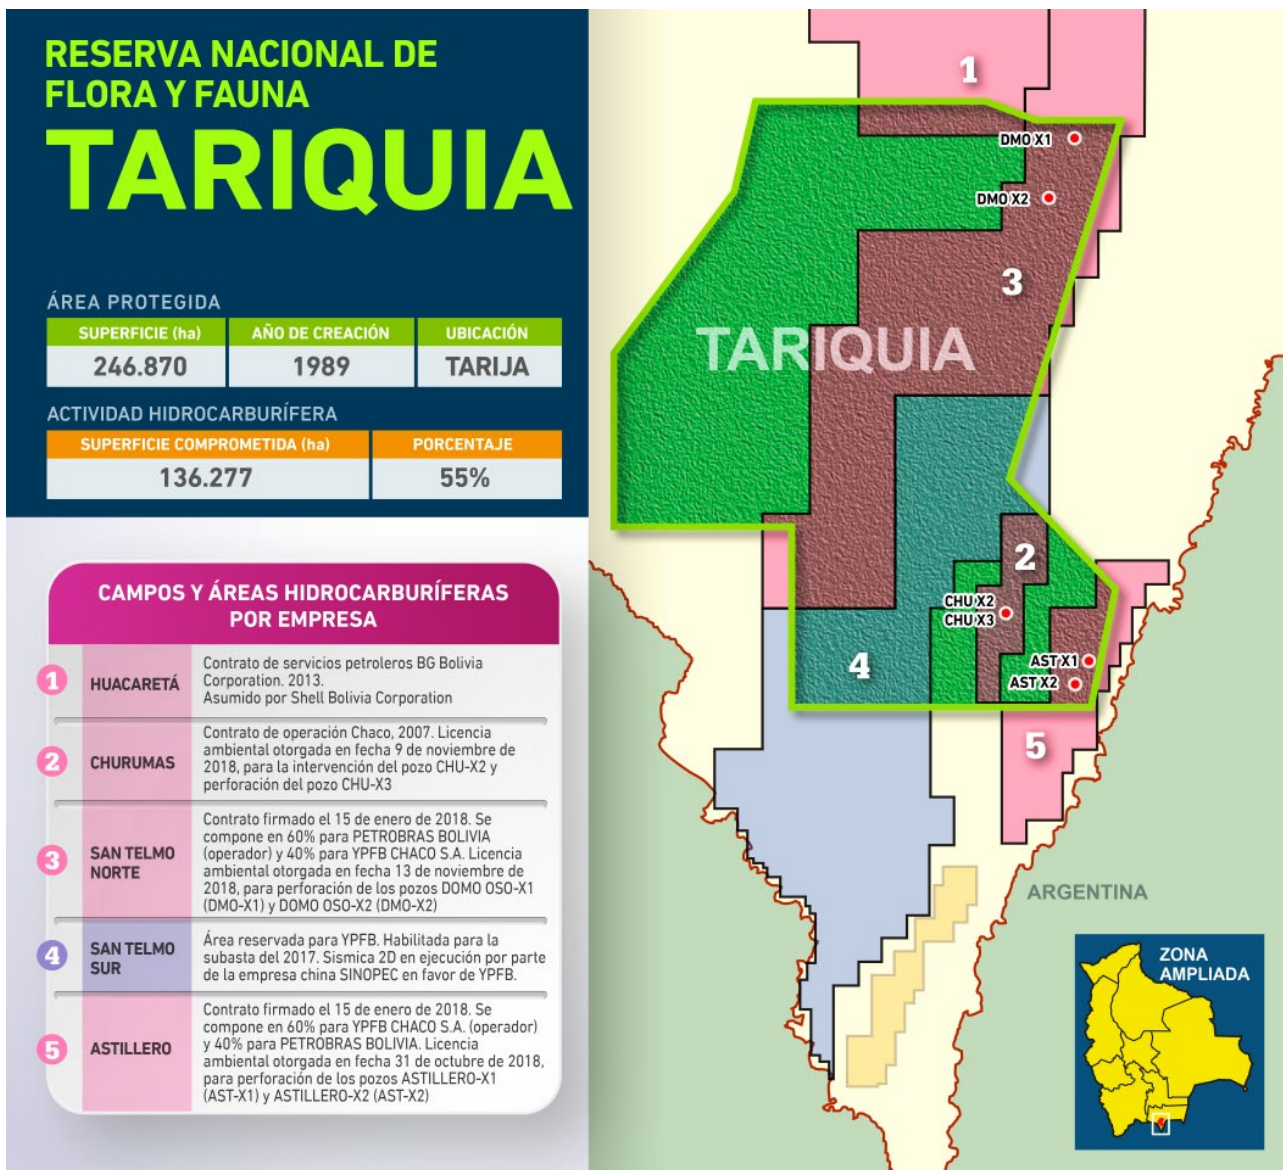 RESERVA NACIONAL DE
FLORA Y FAUNA
TARIQUIA
ÁREA PROTEGIDA
SUPERFICIE (ha) AÑO DE CREACIÓN UBICACIÓN
246.870 1989 TARIJA
ACTIVIDAD HIDROCARBURÍFERA
SUPERFICIE COMPROMETIDA (ha) PORCENTAJE
136.277 55%
CAMPOS Y ÁREAS HIDROCARBURÍFERAS
POR EMPRESA
1
HUACARETÁ
Contrato de servicios petroleros BG Bolivia
Corporation. 2013.
Asumido por Shell Bolivia Corporation
2
CHURUMAS
Contrato de operación Chaco, 2007. Licencia
ambiental otorgada en fecha 9 de noviembre de
2018, para la intervención del pozo CHU-X2 y
perforación del pozo CHU-X3
3
SAN TELMO
NORTE
Contrato firmado el 15 de enero de 2018. Se
compone en 60% para PETROBRAS BOLIVIA
(operador) y 40% para YPFB CHACO S.A. Licencia
ambiental otorgada en fecha 13 de noviembre de
2018, para perforación de los pozos DOMO OSO-X1
(DMO-X1) y DOMO OSO-X2 (DMO-X2)
4
SAN TELMO
SUR
Área reservada para YPFB. Habilitada para la
subasta del 2017. Sismica 2D en ejecución por parte
de la empresa china SINOPEC en favor de YPFB.
5
ASTILLERO
Contrato firmado el 15 de enero de 2018. Se
compone en 60% para YPFB CHACO S.A. (operador)
y 40% para PETROBRAS BOLIVIA. Licencia
ambiental otorgada en fecha 31 de octubre de 2018,
para perforación de los pozos ASTILLERO-X1
(AST-X1) y ASTILLERO-X2 (AST-X2)
1
DMO X1
DMO X2
3
TARIQUIA
2
CHU X2
CHU X3
4
AST X1
AST X2
5
ARGENTINA
ZONA
AMPLIADA